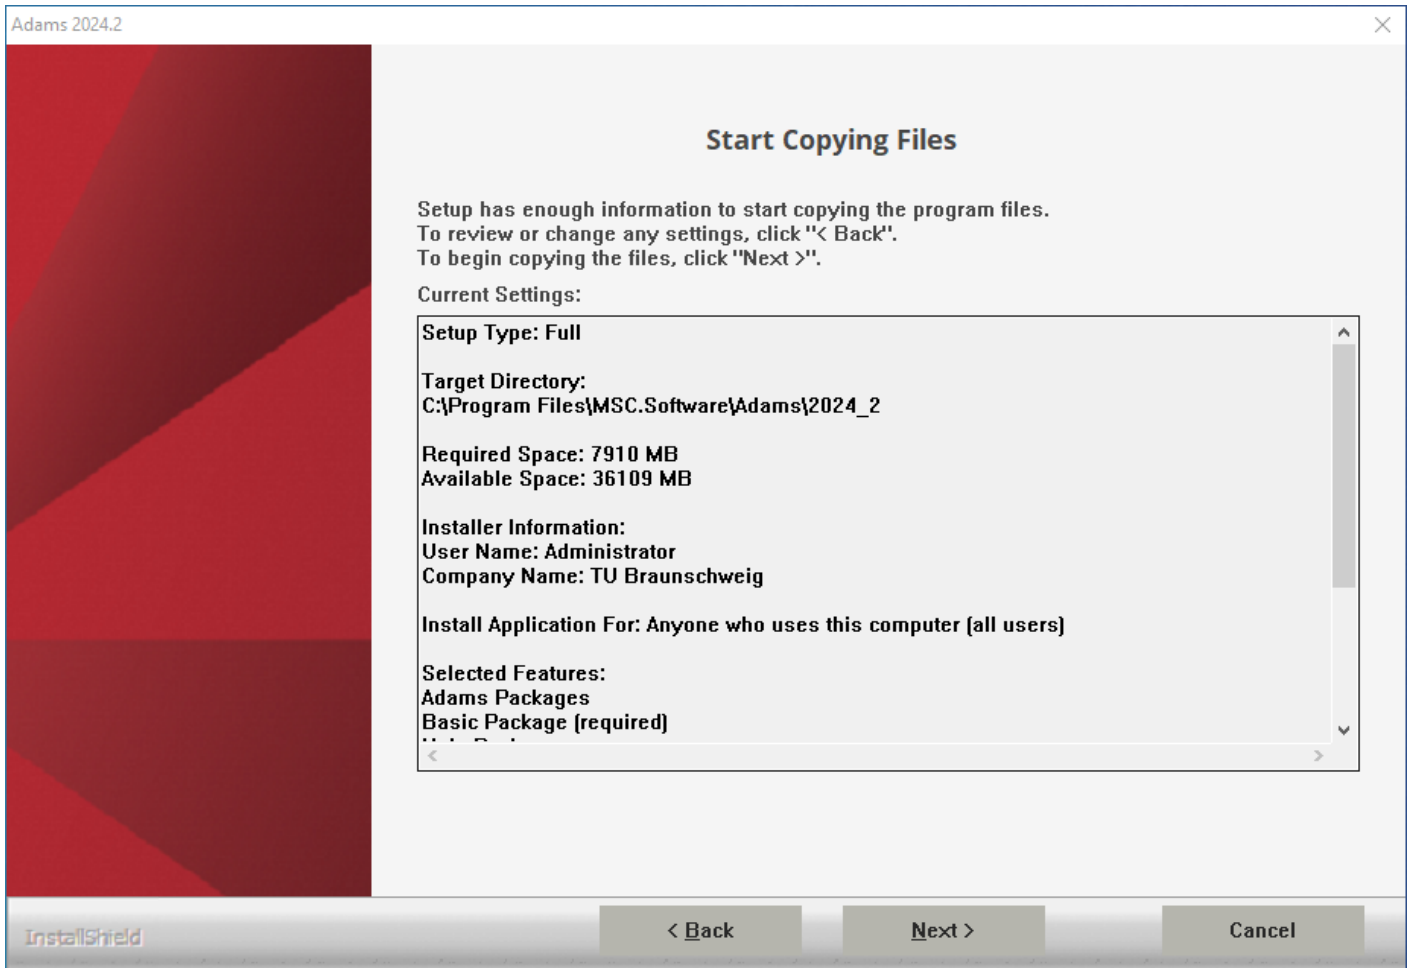 Adams 2024.2
Start Copying Files
Setup has enough information to start copying the program files.
To review or change any settings, click "< Back".
To begin copying the files, click "Next >".
Current Settings:
Setup Type: Full
Target Directory:
C:\Program Files\MSC.Software\Adams\2024_2
Required Space: 7910 MB
Available Space: 36109 MB
Installer Information:
User Name: Administrator
Company Name: TU Braunschweig
Install Application For: Anyone who uses this computer (all users)
Selected Features:
Adams Packages
Basic Package (required)
InstallShield
< Back
Next >
Cancel